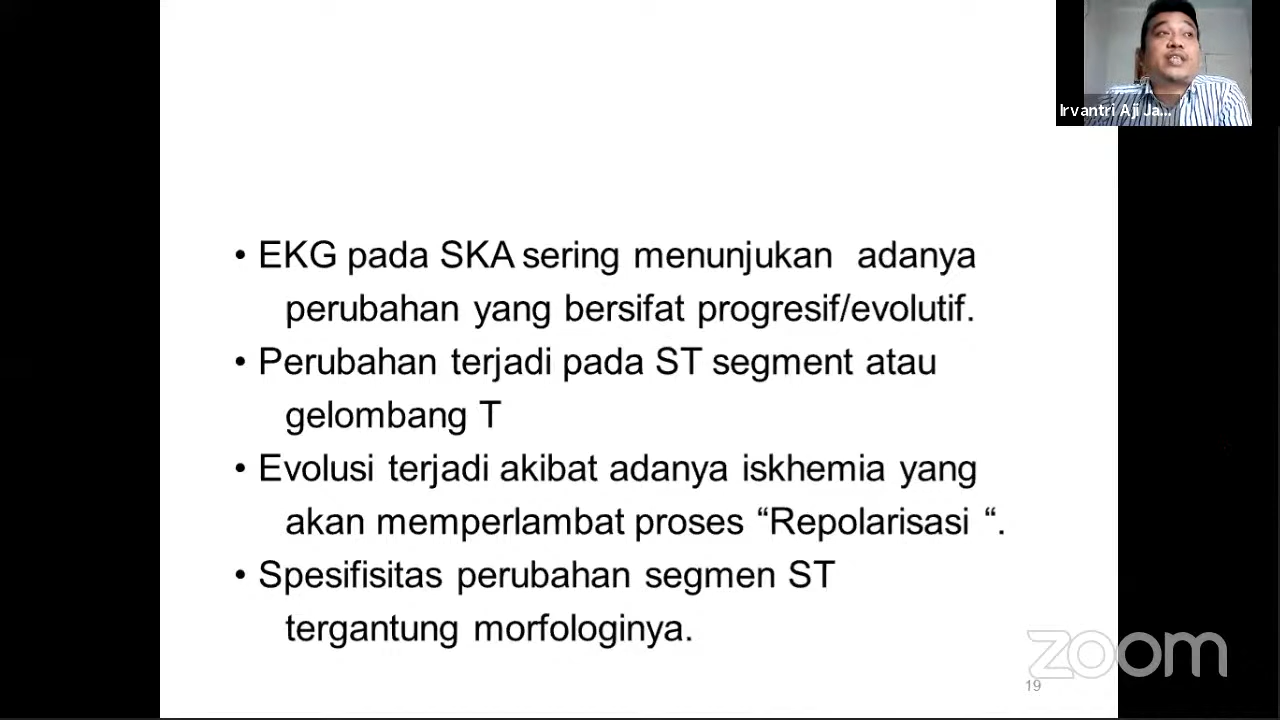 Irvantri Aji Ja...
• EKG pada SKA sering menunjukan adanya
perubahan yang bersifat progresif/evolutif.
• Perubahan terjadi pada ST segment atau
gelombang T
• Evolusi terjadi akibat adanya iskhemia yang
akan memperlambat proses “Repolarisasi “.
• Spesifisitas perubahan segmen ST
tergantung morfologinya.
zoom
19